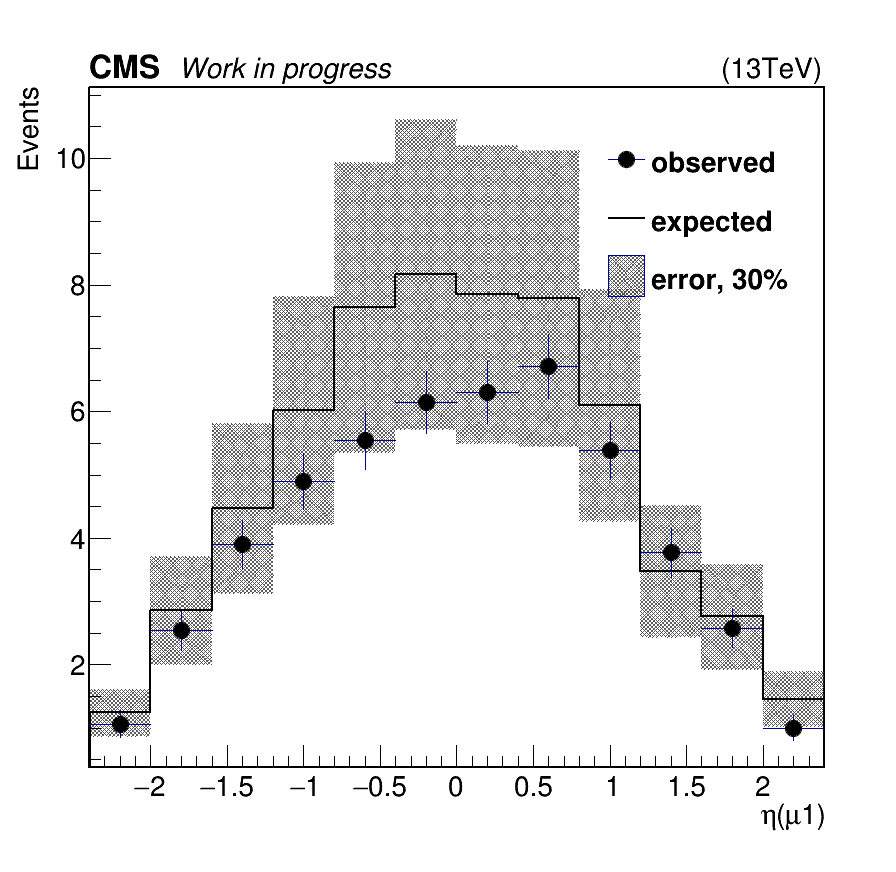 CMS Work in progress (13TeV)
Events
observed
expected
error, 30%
10
8
6
4
2
−2 −1.5 −1 −0.5 0 0.5 1 1.5 2
η(μ1)